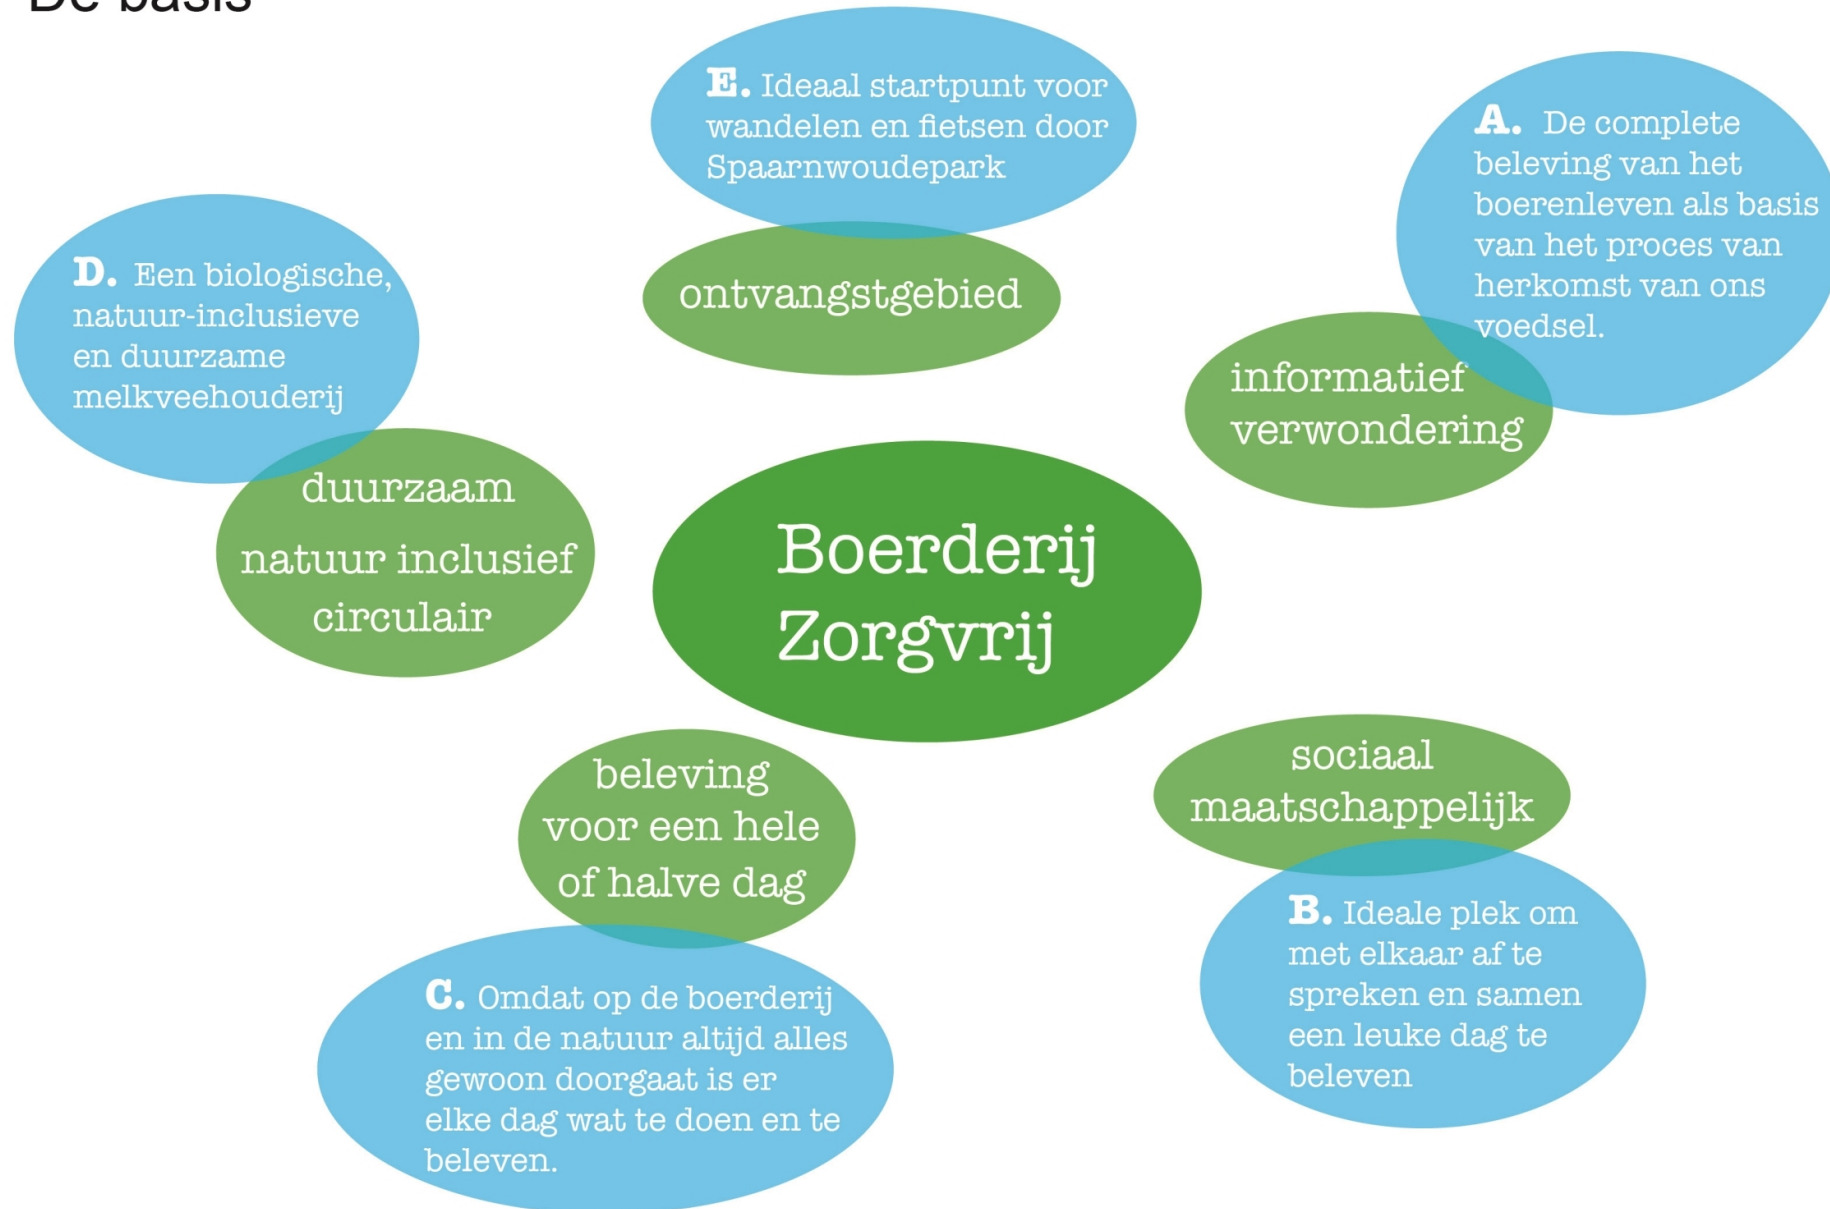 De basis
E. Ideaal startpunt voor
wandelen en fietsen door
Spaarnwoudepark
ontvangstgebied
A. De complete
beleving van het
boerenleven als basis
van het proces van
herkomst van ons
voedsel.
informatief
verwondering
D. Een biologische,
natuur-inclusieve
en duurzame
melkveehouderij
duurzaam
natuur inclusief
circulair
Boerderij
Zorgvrij
beleving
voor een hele
of halve dag
C. Omdat op de boerderij
en in de natuur altijd alles
gewoon doorgaat is er
elke dag wat te doen en te
beleven.
sociaal
maatschappelijk
B. Ideale plek om
met elkaar af te
spreken en samen
een leuke dag te
beleven